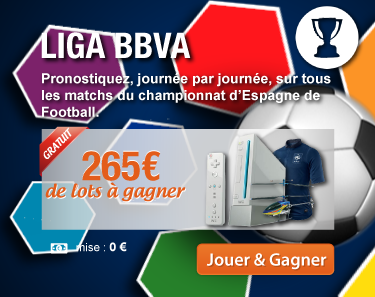 LIGA BBVA
Pronostiquez, journée par journée, sur tous
les matchs du championnat d'Espagne de
Football.
GRATUIT
265€
de lots à gagner
mise : 0 €
Jouer & Gagner